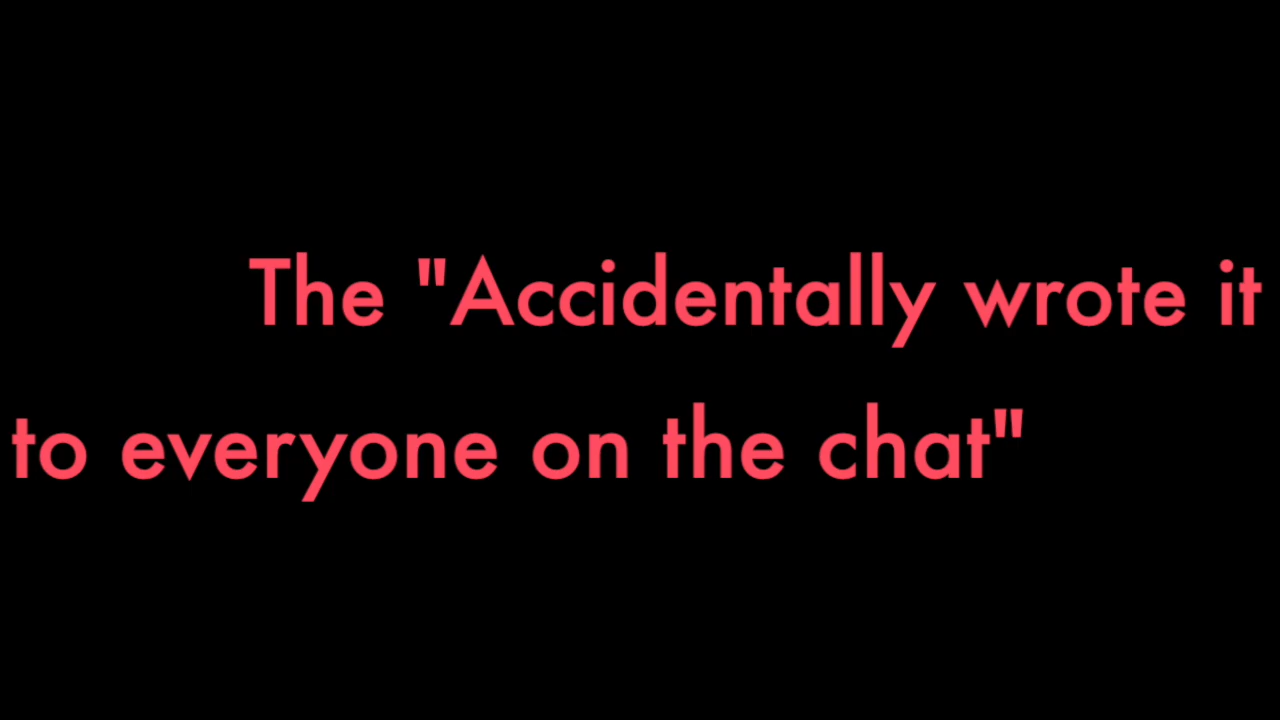 The "Accidentally wrote it
to everyone on the chat"